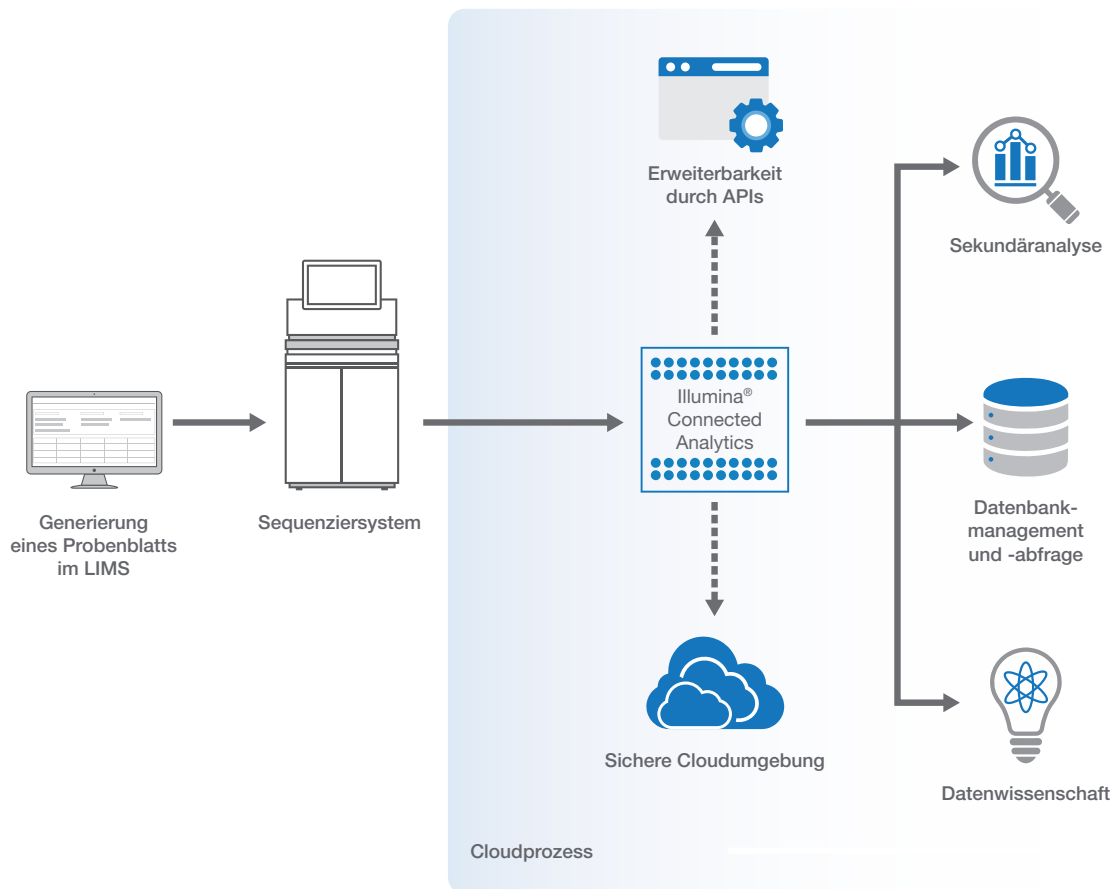 Erweiterbarkeit
durch APIs
Sekundäranalyse
Illumina®
Connected
Analytics
Generierung
eines Probenblatts
im LIMS
Sequenziersystem
Datenbank-
management
und -abfrage
Sichere Cloudumgebung
Datenwissenschaft
Cloudprozess